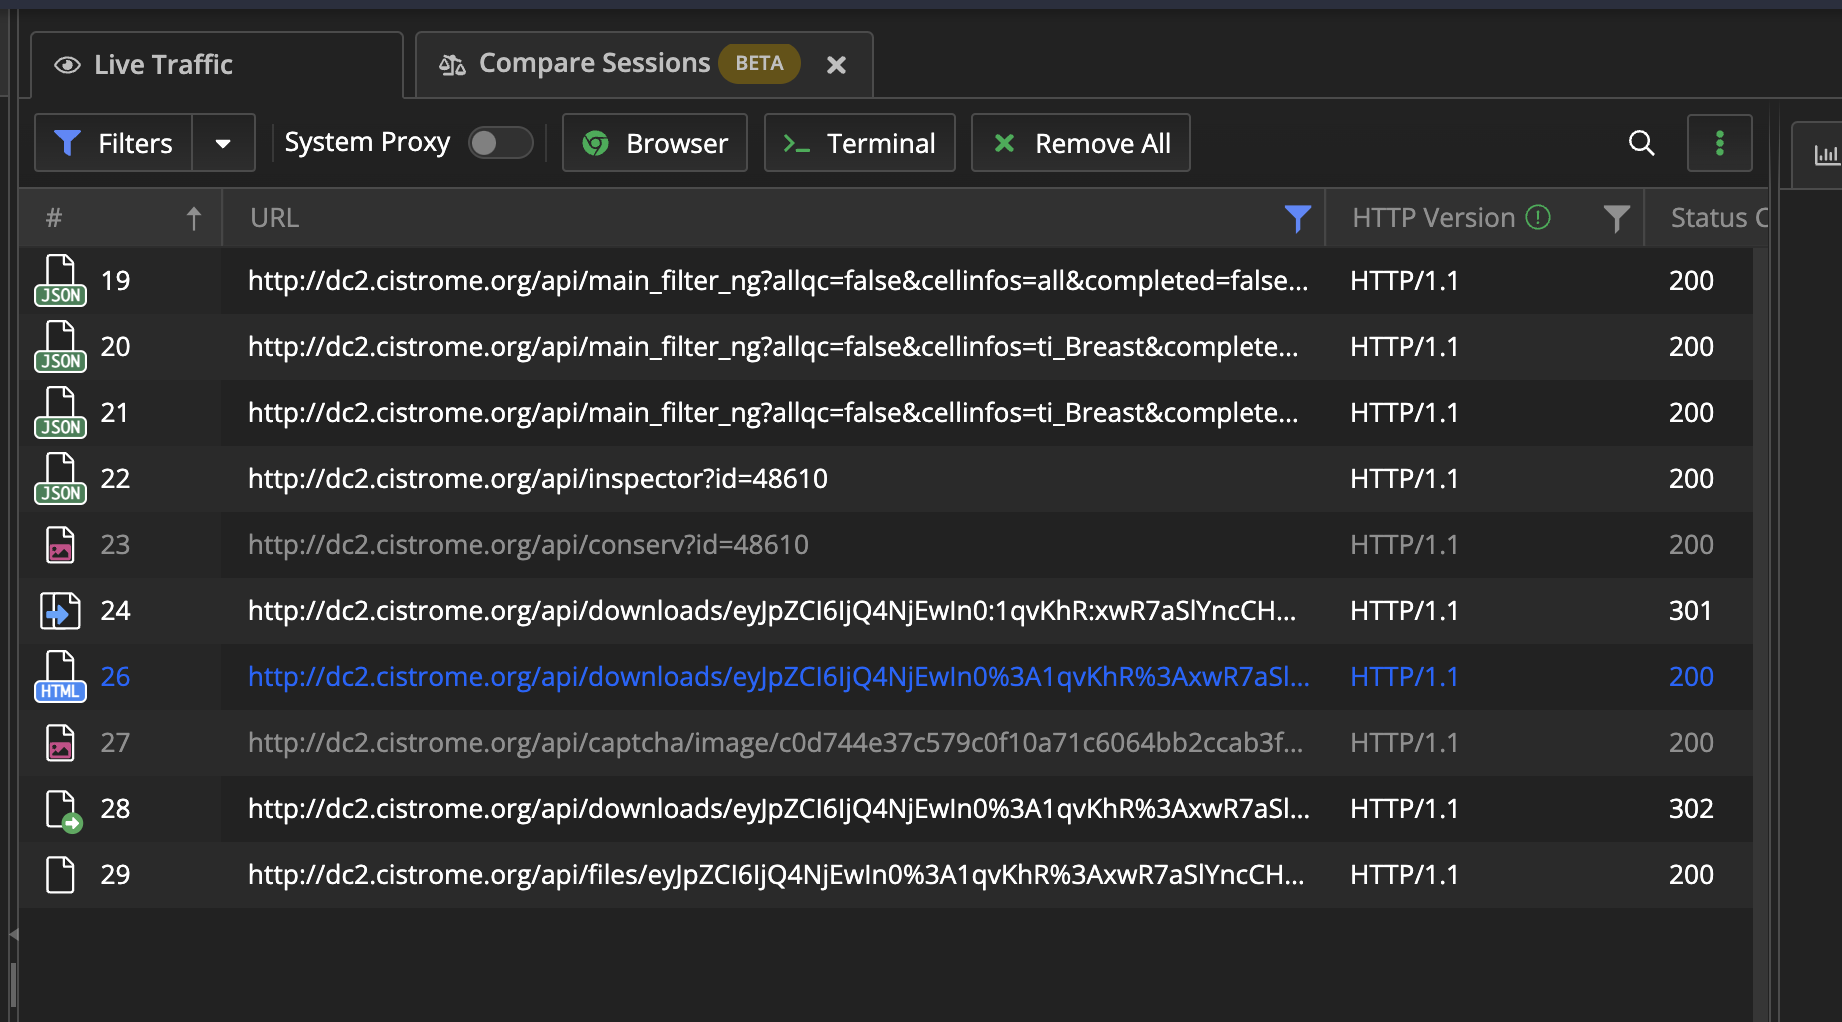 Live Traffic
Compare Sessions BETA
Filters System Proxy Browser Terminal Remove All
# URL HTTP Version Status C
JSON 19 http://dc2.cistrome.org/api/main_filter_ng?allqc=false&cellinfos=all&completed=false... HTTP/1.1 200
JSON 20 http://dc2.cistrome.org/api/main_filter_ng?allqc=false&cellinfos=ti_Breast&complete... HTTP/1.1 200
JSON 21 http://dc2.cistrome.org/api/main_filter_ng?allqc=false&cellinfos=ti_Breast&complete... HTTP/1.1 200
JSON 22 http://dc2.cistrome.org/api/inspector?id=48610 HTTP/1.1 200
23 http://dc2.cistrome.org/api/conserv?id=48610 HTTP/1.1 200
24 http://dc2.cistrome.org/api/downloads/eyJpZCI6IjQ4NjEwIn0:1qvKhR:xwR7aSlYncCH... HTTP/1.1 301
HTML 26 http://dc2.cistrome.org/api/downloads/eyJpZCI6IjQ4NjEwIn0%3A1qvKhR%3AxwR7aSl... HTTP/1.1 200
27 http://dc2.cistrome.org/api/captcha/image/c0d744e37c579c0f10a71c6064bb2ccab3f... HTTP/1.1 200
28 http://dc2.cistrome.org/api/downloads/eyJpZCI6IjQ4NjEwIn0%3A1qvKhR%3AxwR7aSl... HTTP/1.1 302
29 http://dc2.cistrome.org/api/files/eyJpZCI6IjQ4NjEwIn0%3A1qvKhR%3AxwR7aSlYncCH... HTTP/1.1 200